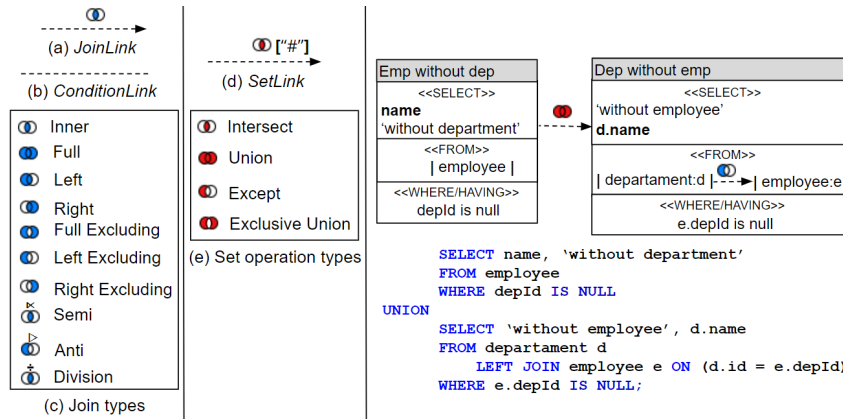 (a) JoinLink
(b) ConditionLink
Inner
Full
Left
Right
Full Excluding
Left Excluding
Right Excluding
Semi
Anti
Division
(c) Join types
["#"]
(d) SetLink
Intersect
Union
Except
Exclusive Union
(e) Set operation types
Emp without dep
<<SELECT>>
name
‘without department’
<<FROM>>
| employee |
<<WHERE/HAVING>>
depId is null
Dep without emp
<<SELECT>>
‘without employee’
d.name
<<FROM>>
| departament:d | | employee:e
<<WHERE/HAVING>>
e.depId is null
SELECT name, ‘without department’
FROM employee
WHERE depId IS NULL
UNION
SELECT ‘without employee’, d.name
FROM departament d
LEFT JOIN employee e ON (d.id = e.depId)
WHERE e.depId IS NULL;